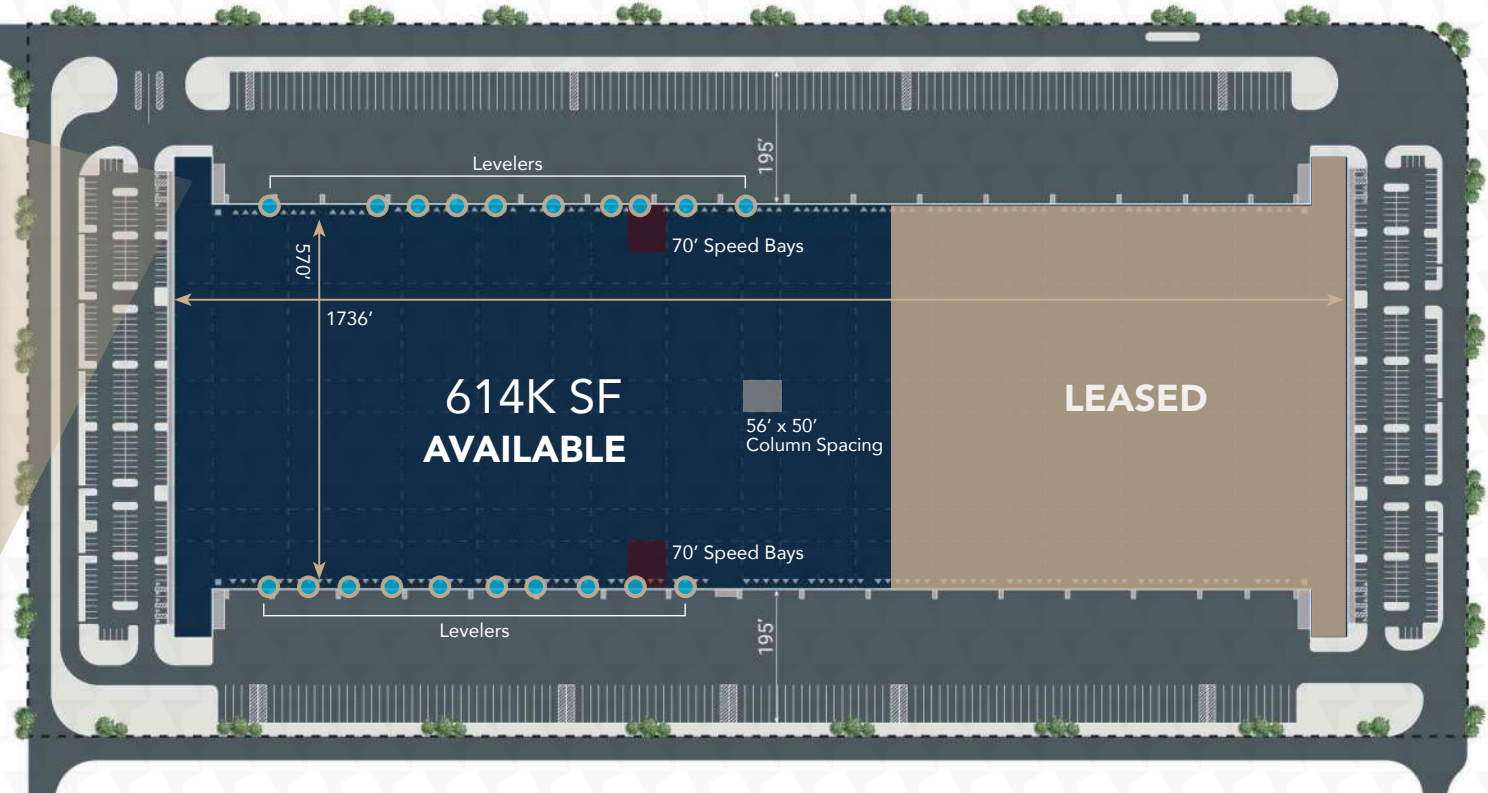 195’
Levelers
70’ Speed Bays
570’
1736’
614K SF
AVAILABLE
56’ x 50’
Column Spacing
LEASED
70’ Speed Bays
Levelers
195’